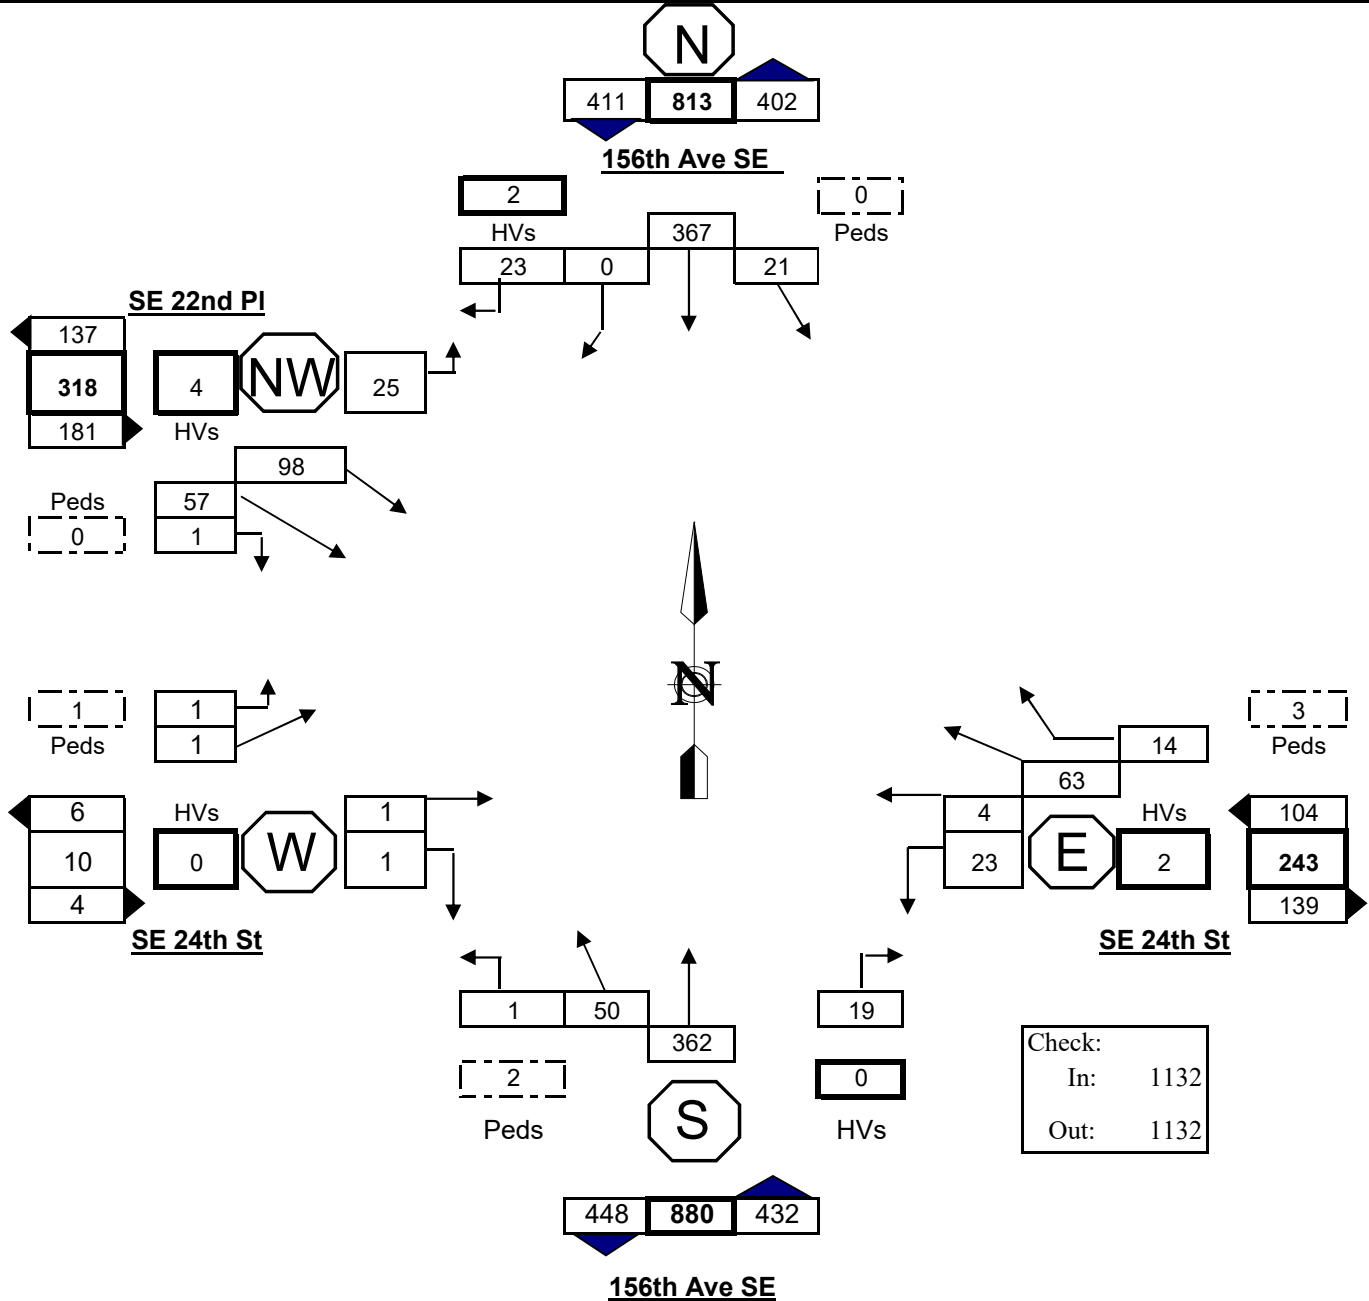 N
411 813 402
156th Ave SE
2 0
HVs 367 Peds
23 0 21
SE 22nd Pl
137
318 4 NW 25
181 HVs
98
Peds 57
0 1
1 1
Peds 1
14
3
Peds
63
6 HVs 1
10 0 W 1
4
SE 24th St
4 HVs 104
23 E 2 243
139
SE 24th St
N
1 50 19
362
2 0
Peds S HVs
Check:
In: 1132
Out: 1132
448 880 432
156th Ave SE